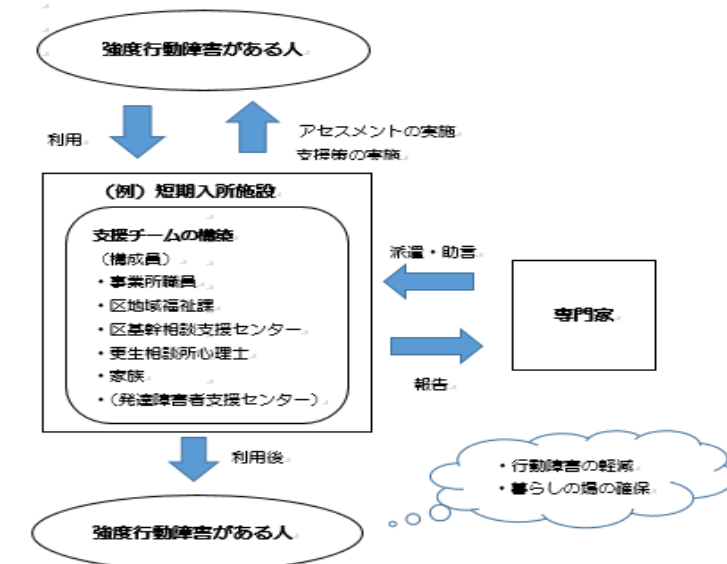 強度行動障害がある人
利用
アセスメントの実施
支援策の実施
（例）短期入所施設
支援チームの構築
（構成員）
・事業所職員
・区地域福祉課
・区基幹相談支援センター
・更生相談所心理士
・家族
・（発達障害者支援センター）
派遣・助言
専門家
報告
利用後
・行動障害の軽減
・暮らしの場の確保
強度行動障害がある人